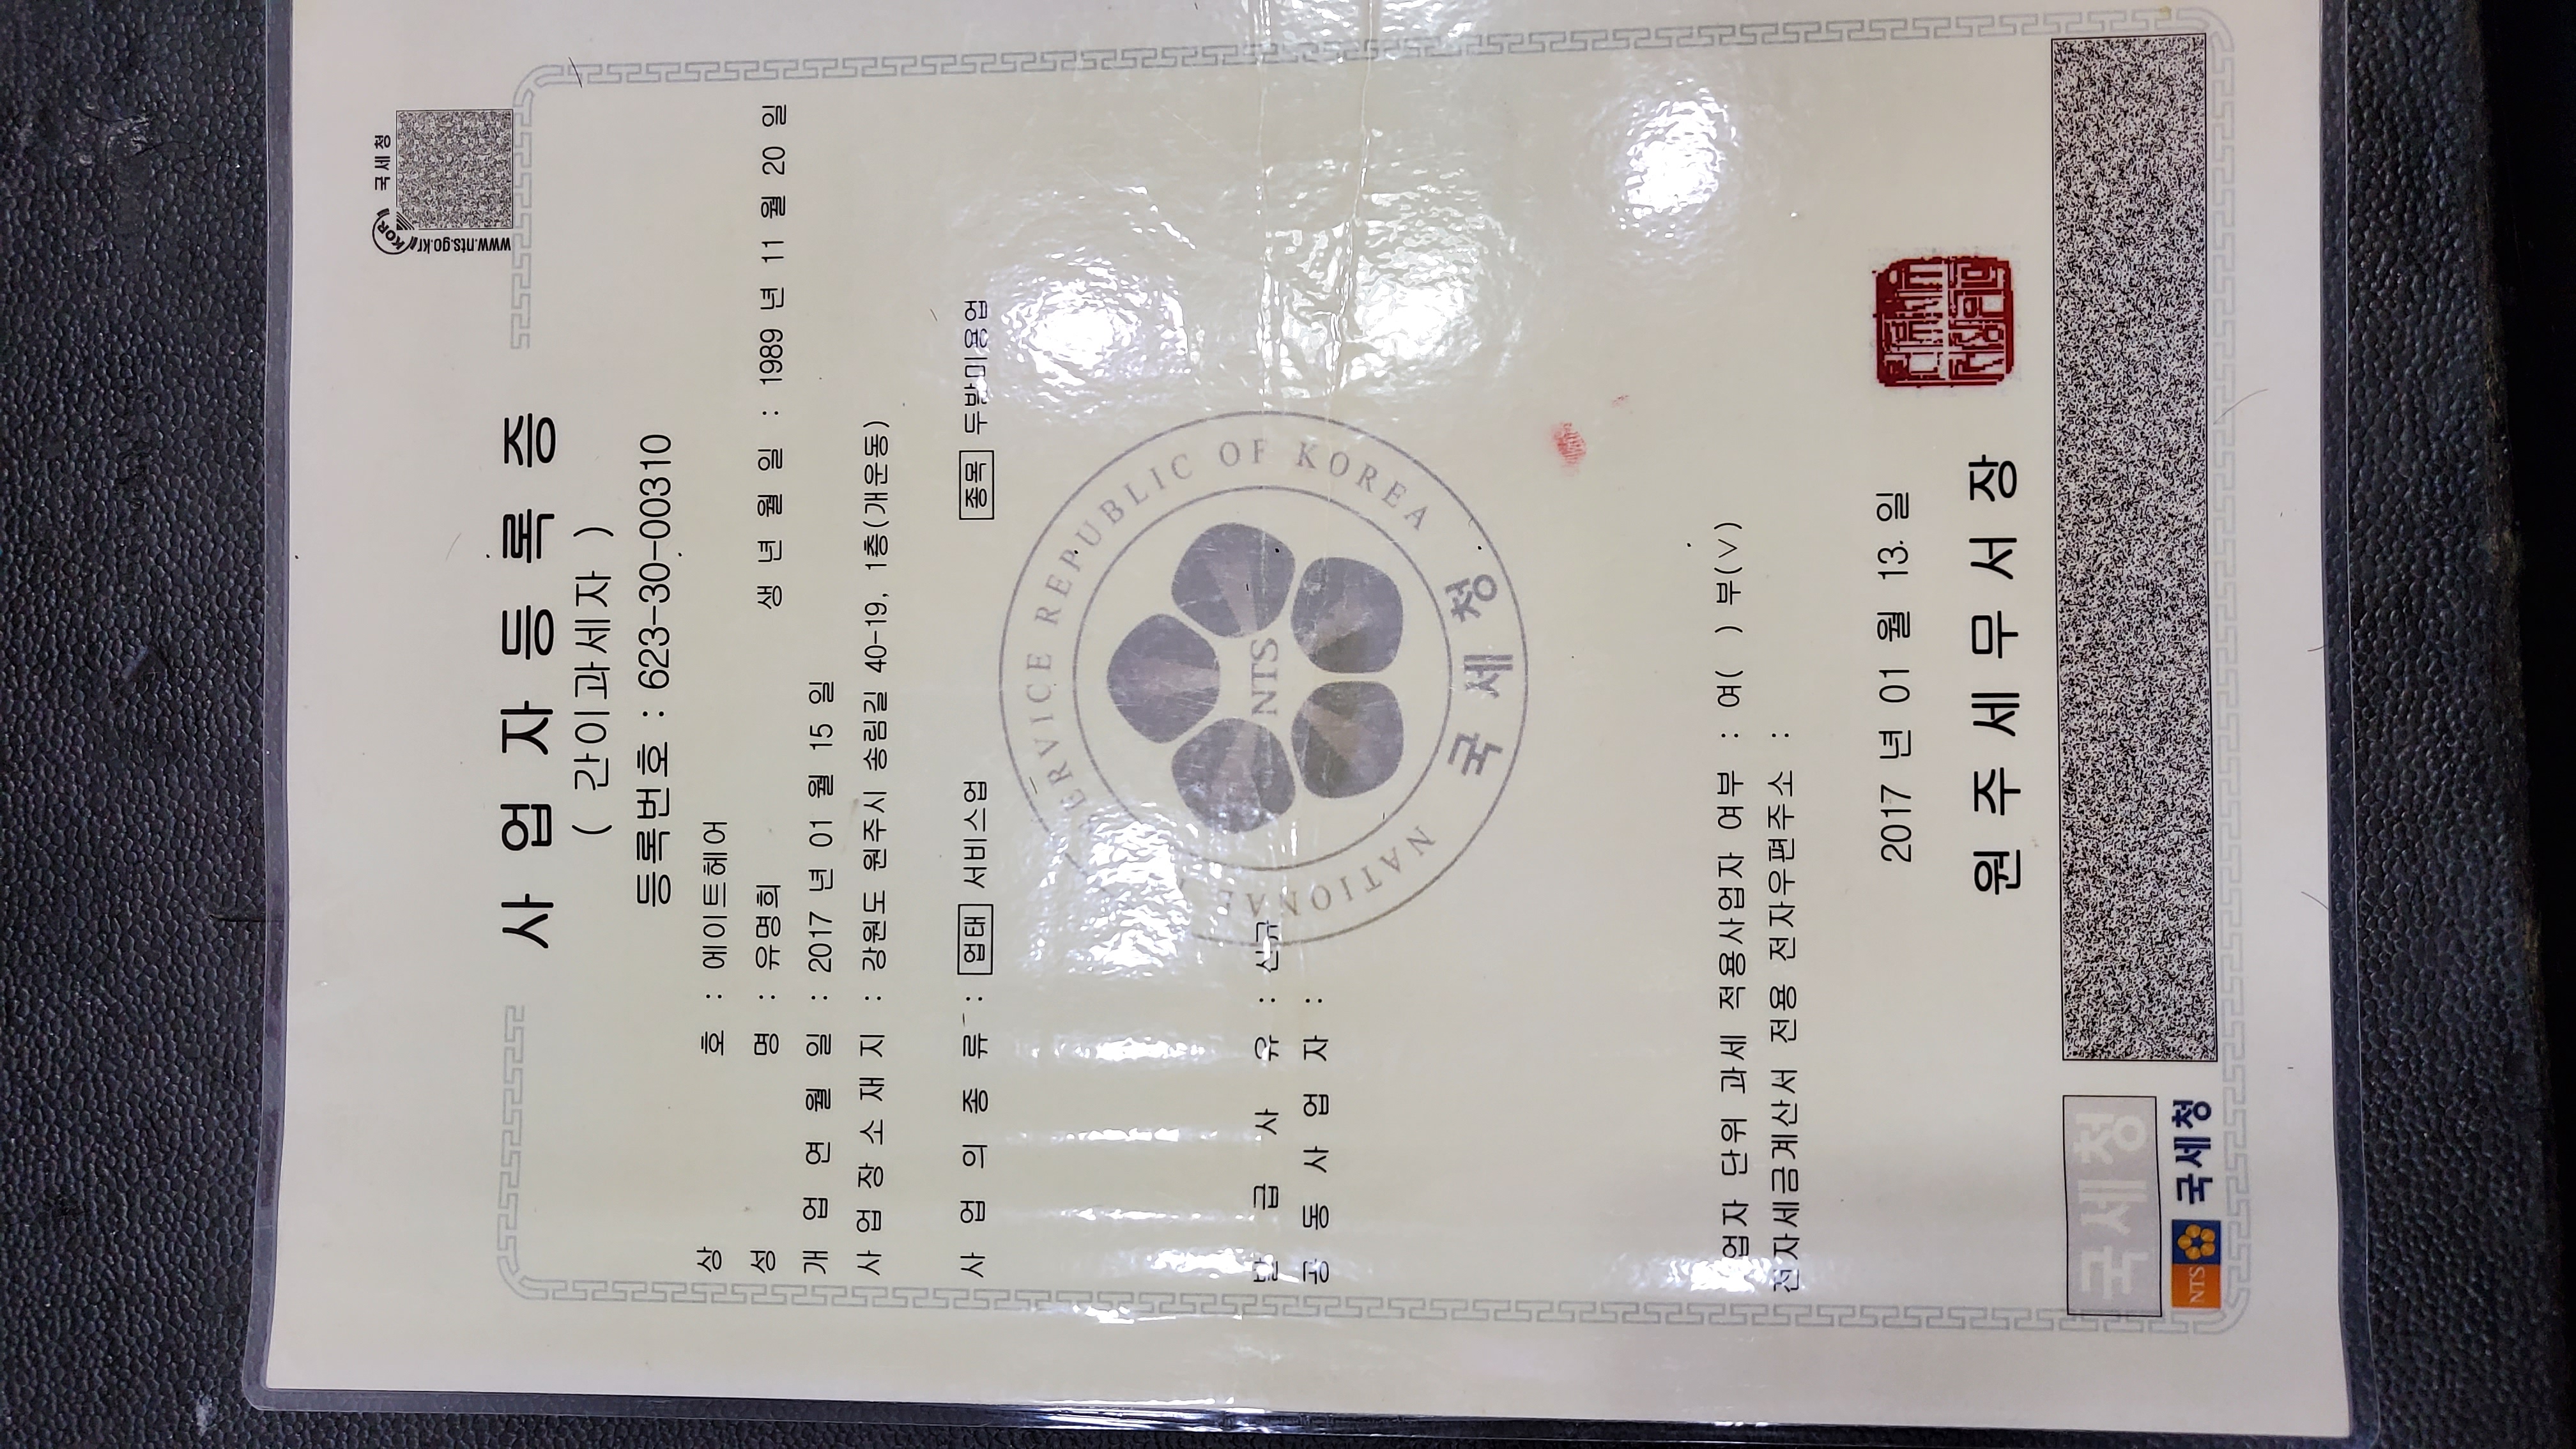 국세청
KOR
www.nts.go.kr
사업자등록증
( 간이과세자 )
등록번호 : 623-30-00310
상 호 : 에이트헤어
성 명 : 유명희 생 년 월 일 : 1989 년 11 월 20 일
개 업 연 월 일 : 2017 년 01 월 15 일
사 업 장 소 재 지 : 강원도 원주시 송림길 40-19, 1층(개운동)
사 업 의 종 류 : 업태 서비스업 종목 두발미용업
NATIONAL SERVICE REPUBLIC OF KOREA
NTS
국세청
발 급 사 유 : 신규
공 동 사 업 자 :
업자 단위 과세 적용사업자 여부 : 여( ) 부(V)
전자세금계산서 전용 전자우편주소 :
2017 년 01 월 13 일
원 주 세 무 서 장
국세청
NTS 국세청